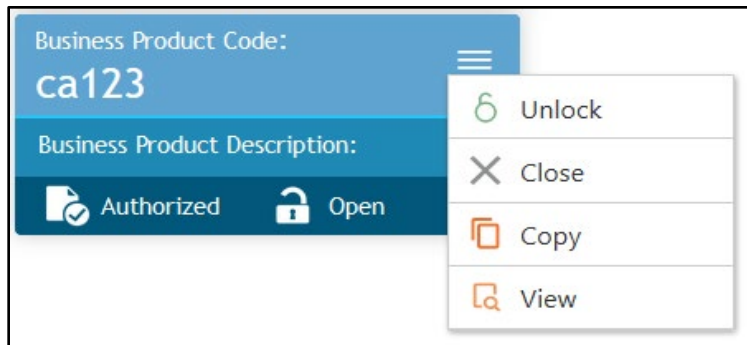 Business Product Code:
ca123
Business Product Description:
Authorized
Open
Unlock
Close
Copy
View